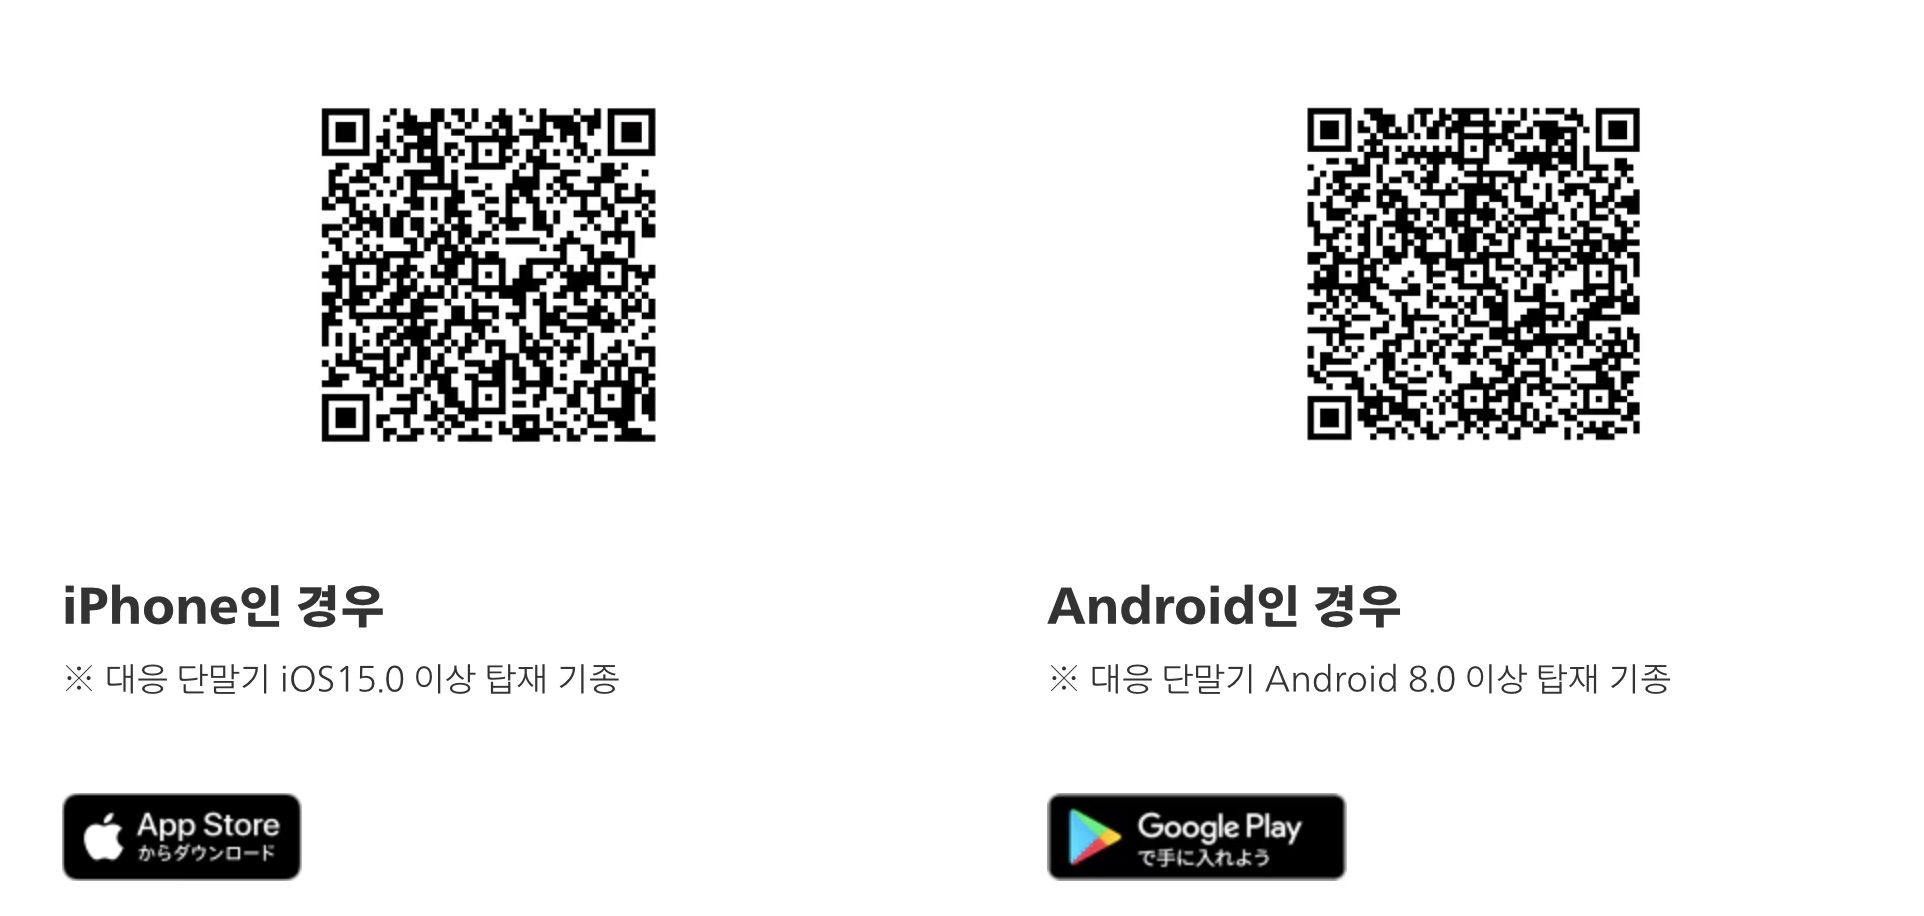 iPhone인 경우
※ 대응 단말기 iOS15.0 이상 탑재 기종
App Store
からダウンロード
Android인 경우
※ 대응 단말기 Android 8.0 이상 탑재 기종
Google Play
で手に入れよう